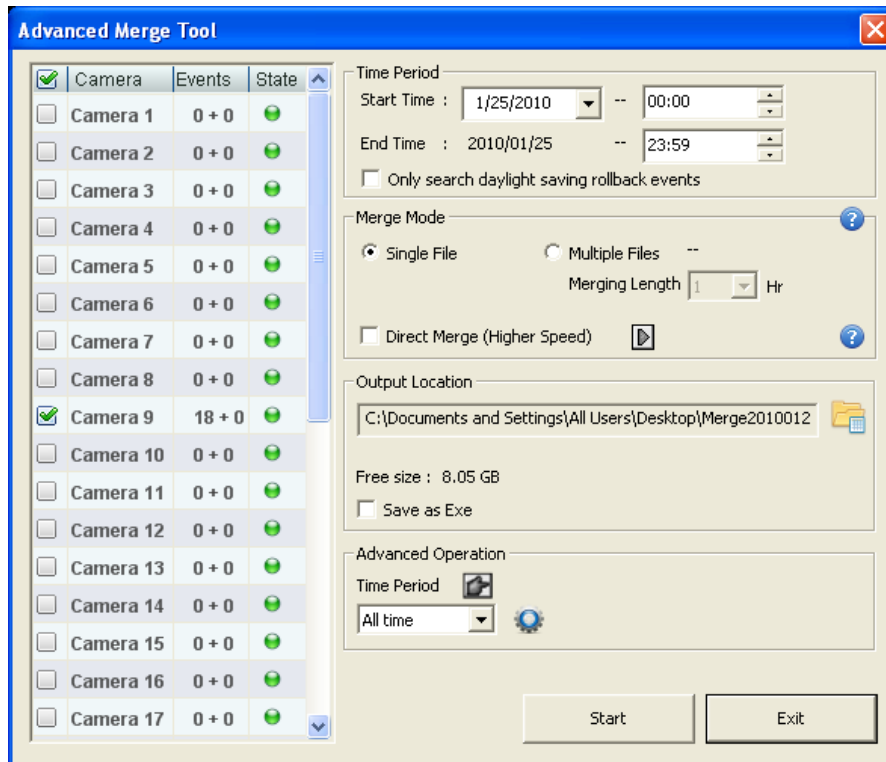 Advanced Merge Tool
Camera Events State
Camera 1 0 + 0
Camera 2 0 + 0
Camera 3 0 + 0
Camera 4 0 + 0
Camera 5 0 + 0
Camera 6 0 + 0
Camera 7 0 + 0
Camera 8 0 + 0
Camera 9 18 + 0
Camera 10 0 + 0
Camera 11 0 + 0
Camera 12 0 + 0
Camera 13 0 + 0
Camera 14 0 + 0
Camera 15 0 + 0
Camera 16 0 + 0
Camera 17 0 + 0
Time Period
Start Time : 1/25/2010 -- 00:00
End Time : 2010/01/25 -- 23:59
Only search daylight saving rollback events
Merge Mode
?
Single File Multiple Files --
Merging Length 1 Hr
Direct Merge (Higher Speed) ?
Output Location
C:\Documents and Settings\All Users\Desktop\Merge2010012
Free size : 8.05 GB
Save as Exe
Advanced Operation
Time Period
All time
Start Exit